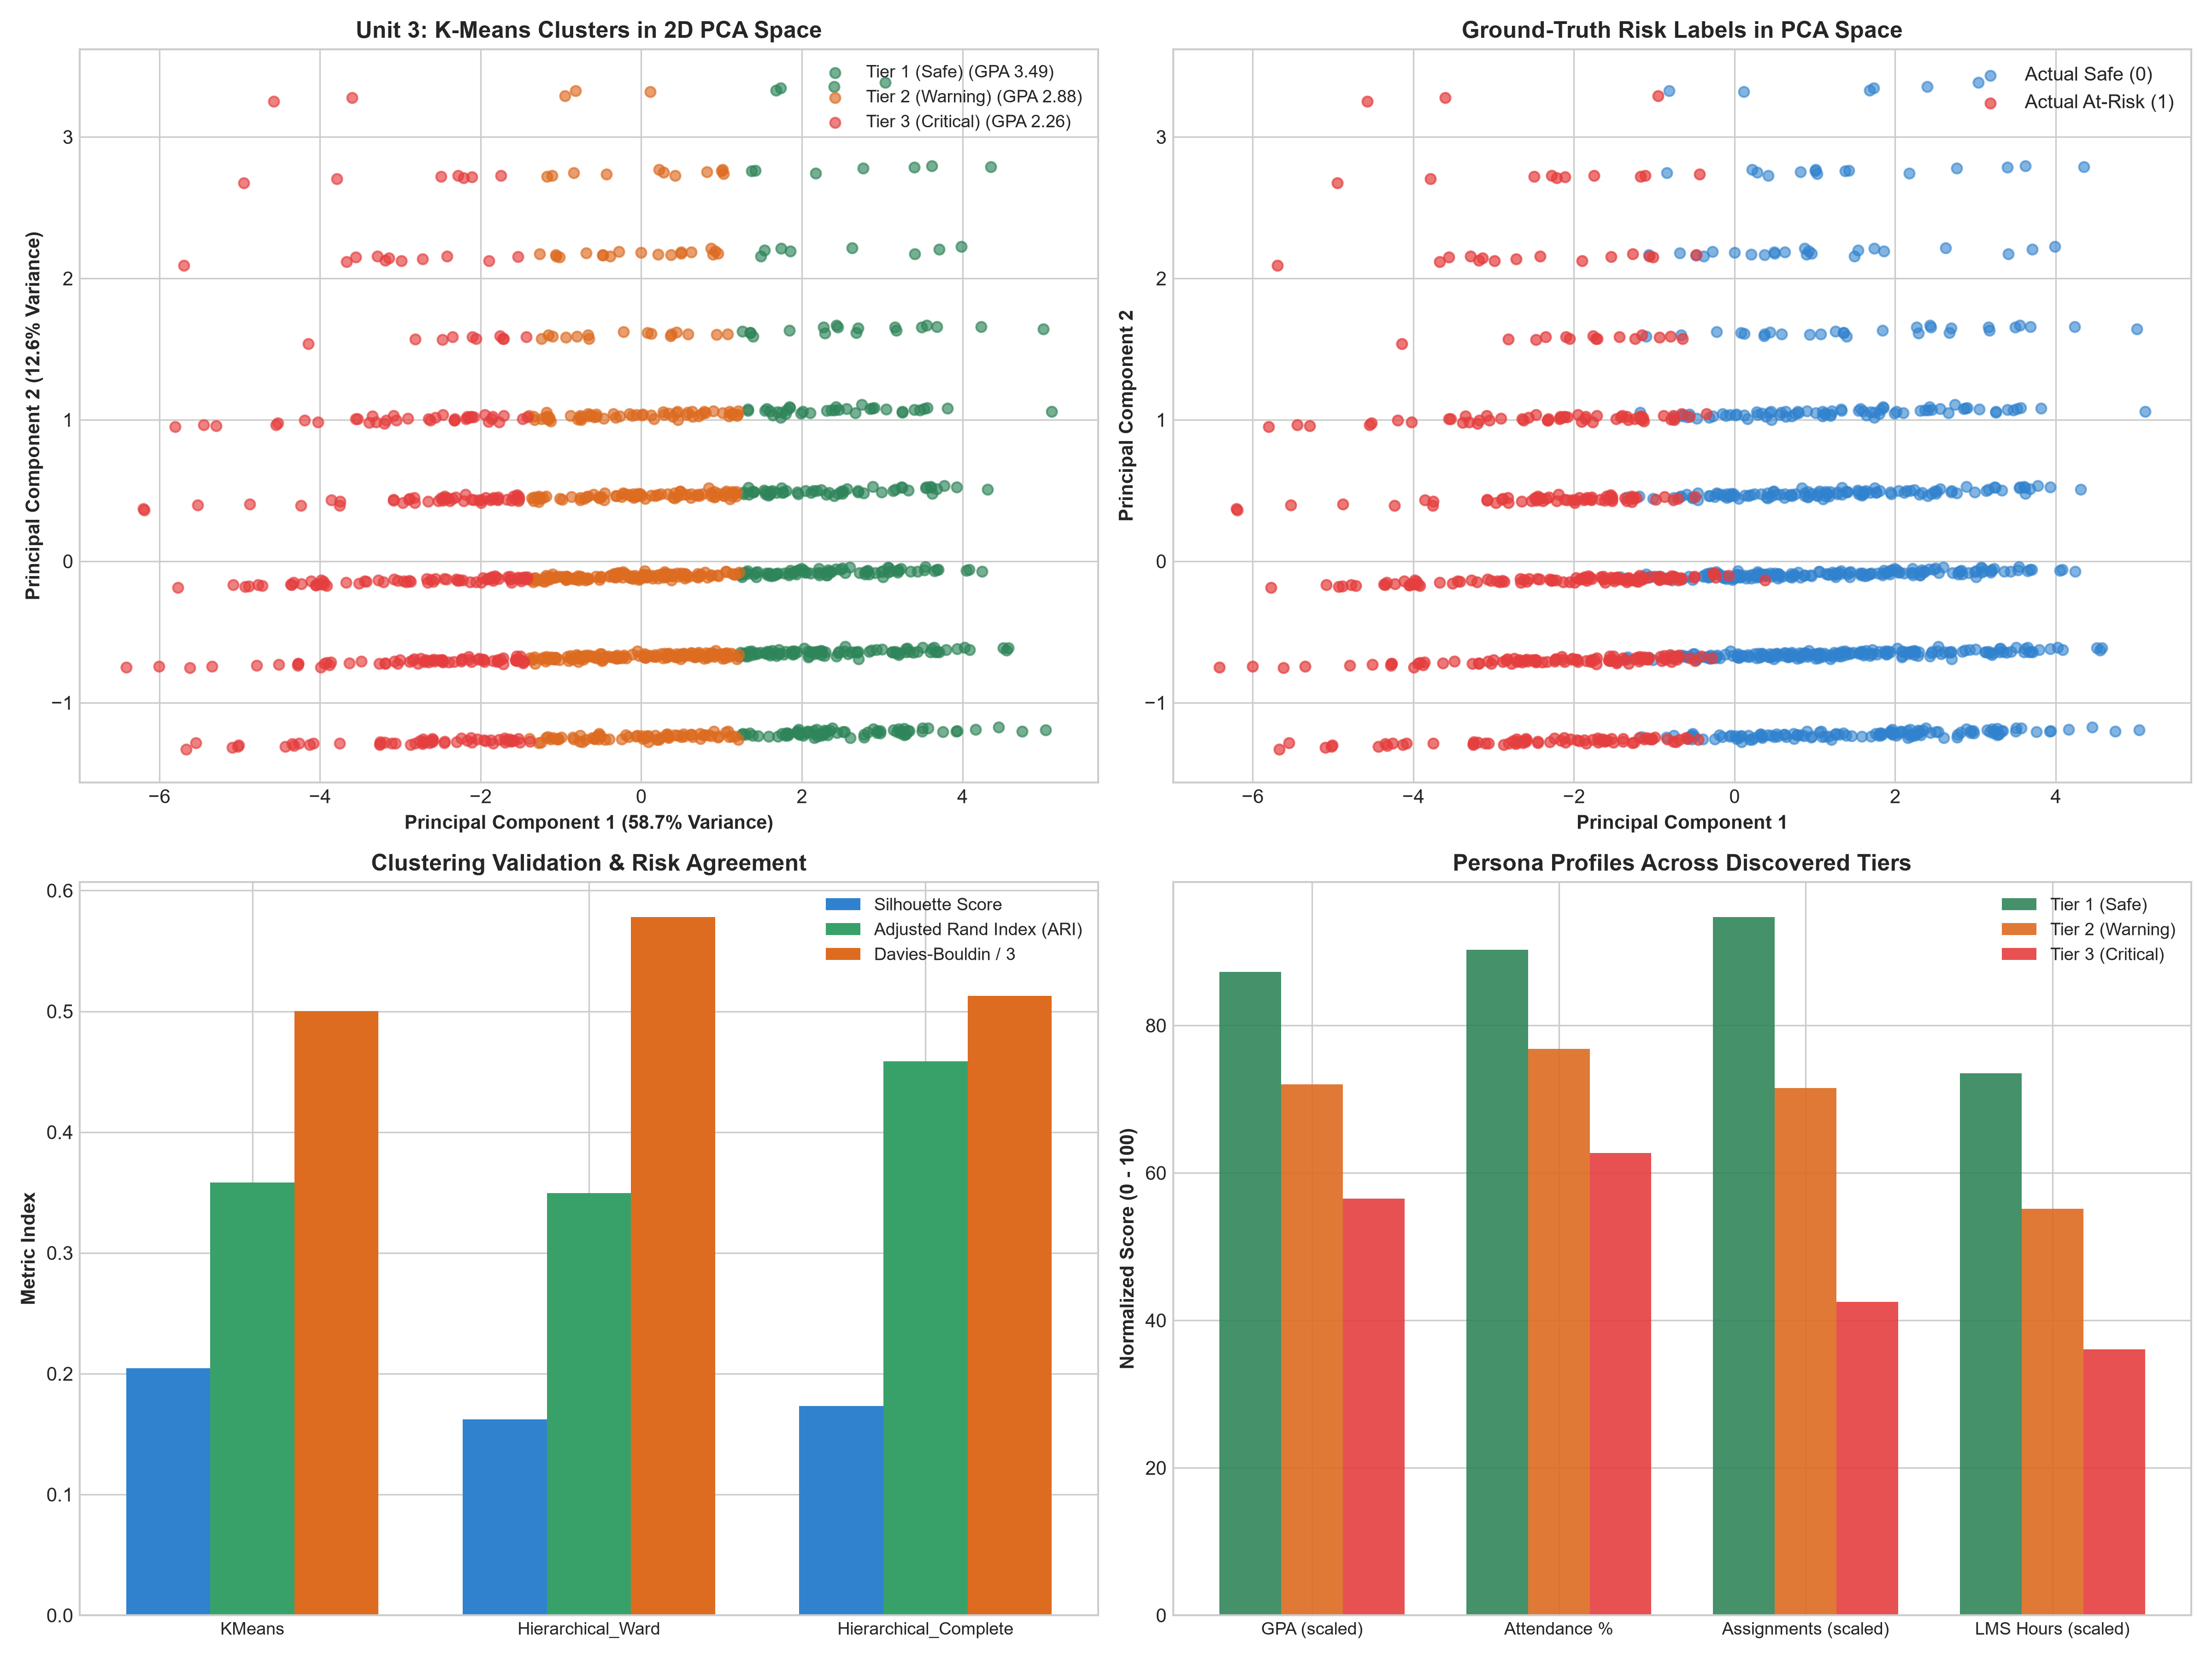 Unit 3: K-Means Clusters in 2D PCA Space
Tier 1 (Safe) (GPA 3.49)
Tier 2 (Warning) (GPA 2.88)
Tier 3 (Critical) (GPA 2.26)
Principal Component 2 (12.6% Variance)
3
2
1
0
−1
−6
−4
−2
0
2
4
Principal Component 1 (58.7% Variance)
Ground-Truth Risk Labels in PCA Space
Actual Safe (0)
Actual At-Risk (1)
Principal Component 2
3
2
1
0
−1
−6
−4
−2
0
2
4
Principal Component 1
Clustering Validation & Risk Agreement
Silhouette Score
Adjusted Rand Index (ARI)
Davies-Bouldin / 3
Metric Index
0.6
0.5
0.4
0.3
0.2
0.1
0.0
KMeans
Hierarchical_Ward
Hierarchical_Complete
Persona Profiles Across Discovered Tiers
Tier 1 (Safe)
Tier 2 (Warning)
Tier 3 (Critical)
Normalized Score (0 - 100)
80
60
40
20
0
GPA (scaled)
Attendance %
Assignments (scaled)
LMS Hours (scaled)